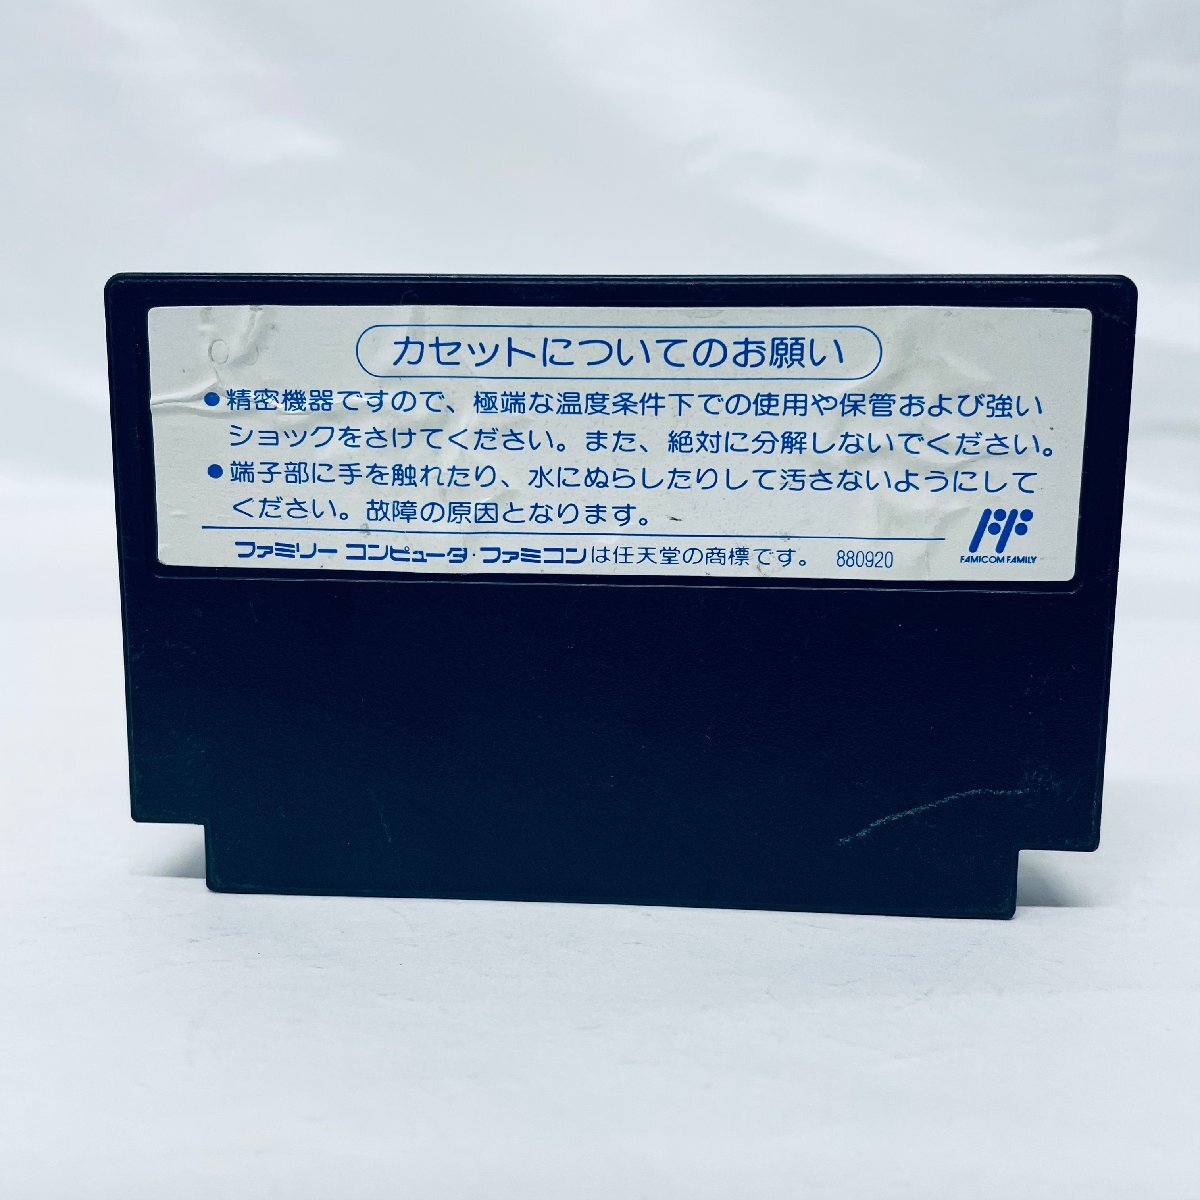 カセットについてのお願い
●精密機器ですので、極端な温度条件下での使用や保管および強い
ショックをさけてください。また、絶対に分解しないでください。
●端子部に手を触れたり、水にぬらしたりして汚さないようにして
ください。故障の原因となります。
ファミリーコンピュータ・ファミコンは任天堂の商標です。 880920
FAMICOM FAMILY